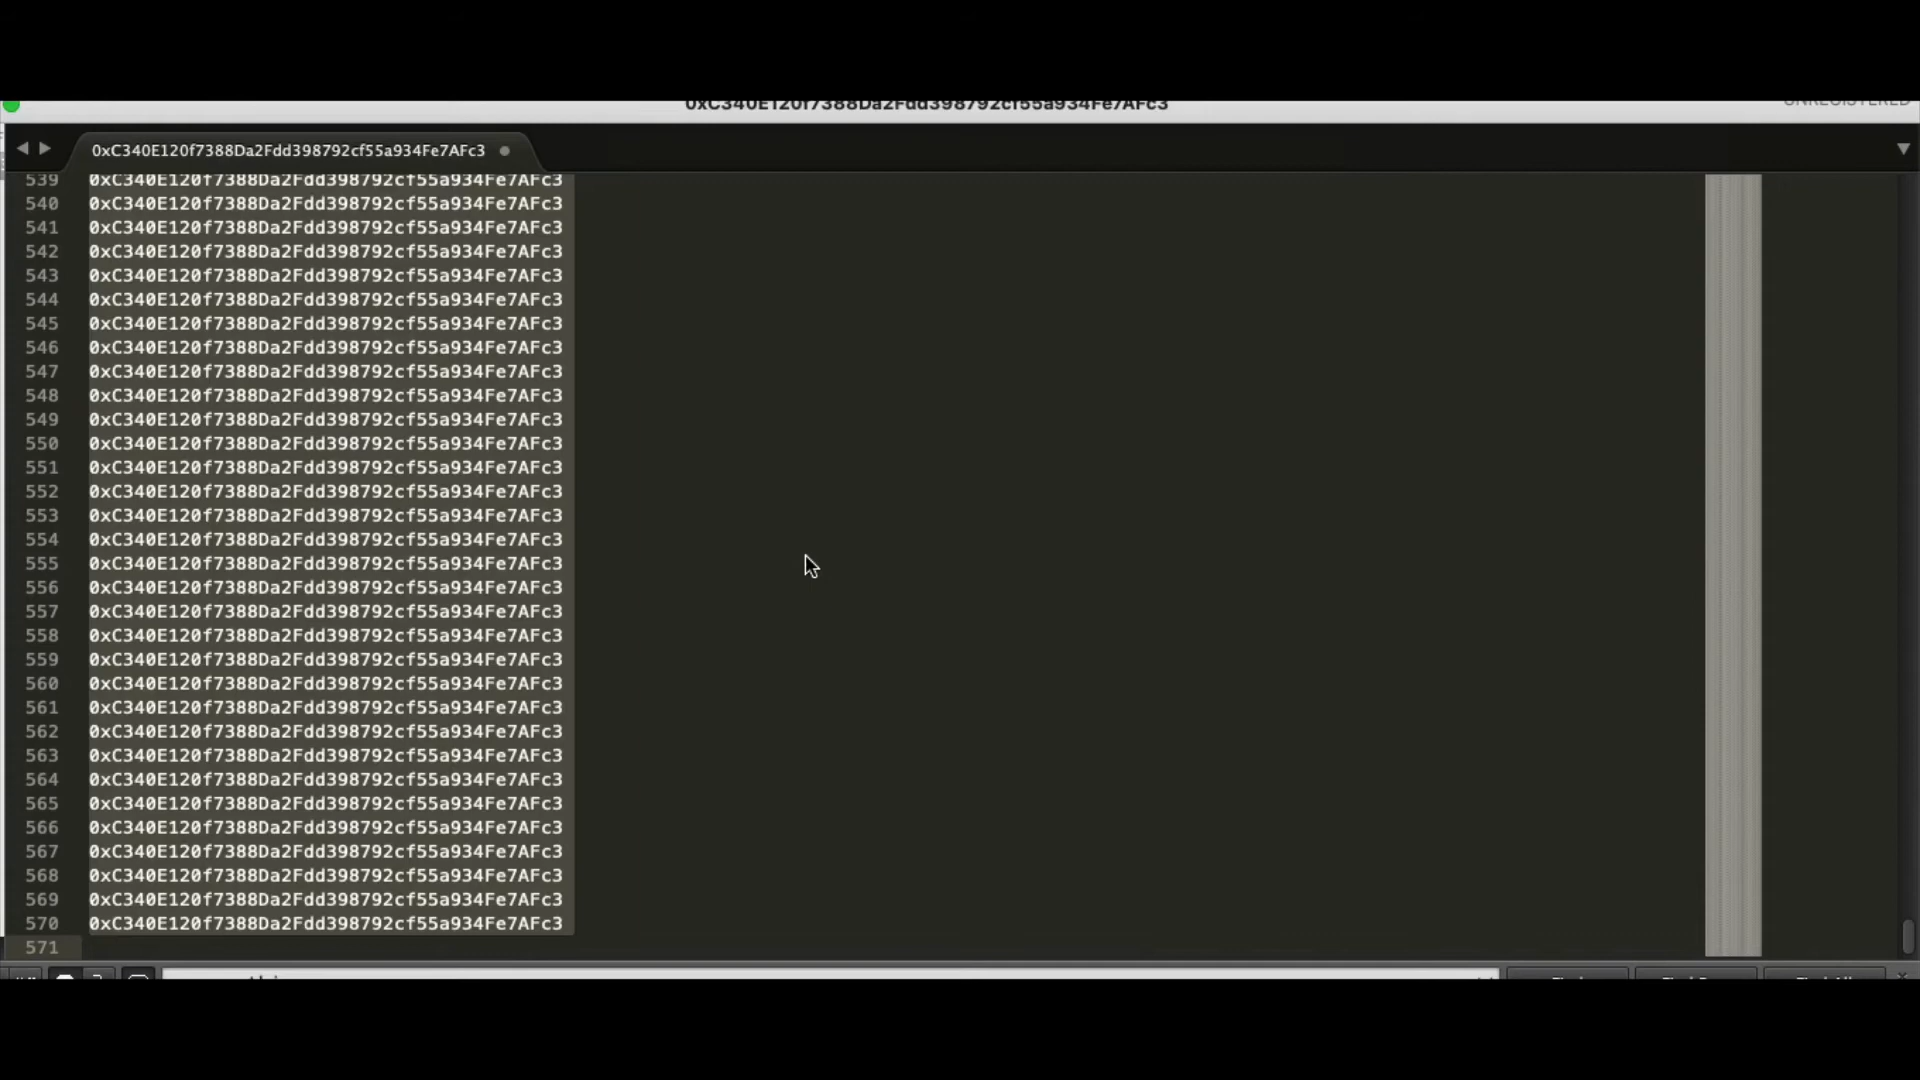 0xC340E120f7388Da2Fdd398792cf55a934Fe7AFc3
UNREGISTERED
0xC340E120f7388Da2Fdd398792cf55a934Fe7AFc3
539 0xC340E120f7388Da2Fdd398792cf55a934Fe7AFc3
540 0xC340E120f7388Da2Fdd398792cf55a934Fe7AFc3
541 0xC340E120f7388Da2Fdd398792cf55a934Fe7AFc3
542 0xC340E120f7388Da2Fdd398792cf55a934Fe7AFc3
543 0xC340E120f7388Da2Fdd398792cf55a934Fe7AFc3
544 0xC340E120f7388Da2Fdd398792cf55a934Fe7AFc3
545 0xC340E120f7388Da2Fdd398792cf55a934Fe7AFc3
546 0xC340E120f7388Da2Fdd398792cf55a934Fe7AFc3
547 0xC340E120f7388Da2Fdd398792cf55a934Fe7AFc3
548 0xC340E120f7388Da2Fdd398792cf55a934Fe7AFc3
549 0xC340E120f7388Da2Fdd398792cf55a934Fe7AFc3
550 0xC340E120f7388Da2Fdd398792cf55a934Fe7AFc3
551 0xC340E120f7388Da2Fdd398792cf55a934Fe7AFc3
552 0xC340E120f7388Da2Fdd398792cf55a934Fe7AFc3
553 0xC340E120f7388Da2Fdd398792cf55a934Fe7AFc3
554 0xC340E120f7388Da2Fdd398792cf55a934Fe7AFc3
555 0xC340E120f7388Da2Fdd398792cf55a934Fe7AFc3
556 0xC340E120f7388Da2Fdd398792cf55a934Fe7AFc3
557 0xC340E120f7388Da2Fdd398792cf55a934Fe7AFc3
558 0xC340E120f7388Da2Fdd398792cf55a934Fe7AFc3
559 0xC340E120f7388Da2Fdd398792cf55a934Fe7AFc3
560 0xC340E120f7388Da2Fdd398792cf55a934Fe7AFc3
561 0xC340E120f7388Da2Fdd398792cf55a934Fe7AFc3
562 0xC340E120f7388Da2Fdd398792cf55a934Fe7AFc3
563 0xC340E120f7388Da2Fdd398792cf55a934Fe7AFc3
564 0xC340E120f7388Da2Fdd398792cf55a934Fe7AFc3
565 0xC340E120f7388Da2Fdd398792cf55a934Fe7AFc3
566 0xC340E120f7388Da2Fdd398792cf55a934Fe7AFc3
567 0xC340E120f7388Da2Fdd398792cf55a934Fe7AFc3
568 0xC340E120f7388Da2Fdd398792cf55a934Fe7AFc3
569 0xC340E120f7388Da2Fdd398792cf55a934Fe7AFc3
570 0xC340E120f7388Da2Fdd398792cf55a934Fe7AFc3
571